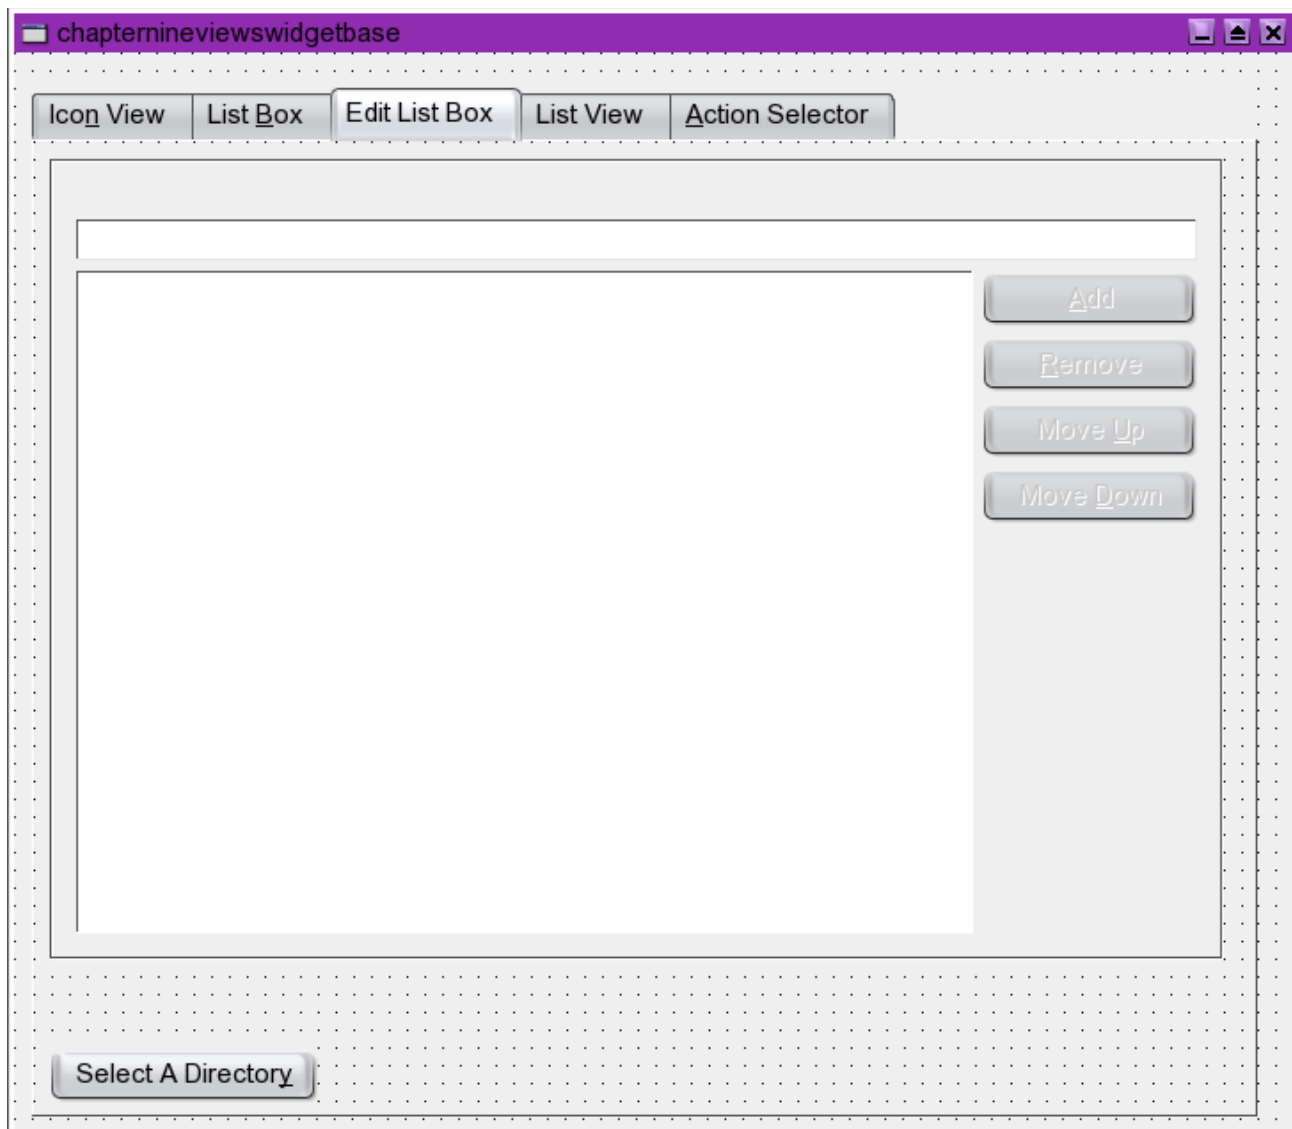 chapternineviewswidgetbase
Icon View List Box Edit List Box List View Action Selector
Add
Remove
Move Up
Move Down
Select A Directory